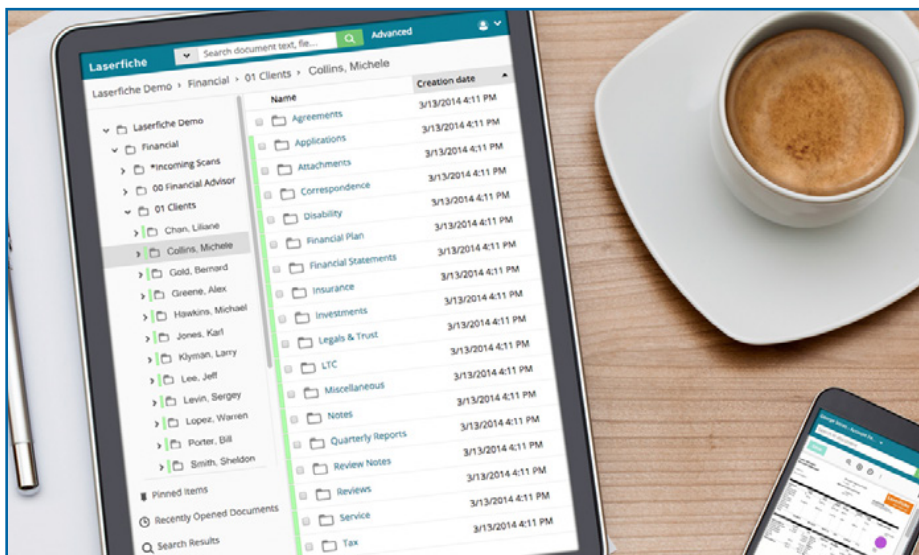 Laserfiche
Search document text, fie...
Advanced
Laserfiche Demo › Financial › 01 Clients › Collins, Michele
Laserfiche Demo
Financial
*Incoming Scans
00 Financial Advisor
01 Clients
Chan, Liliane
Collins, Michele
Gold, Bernard
Greene, Alex
Hawkins, Michael
Jones, Karl
Klyman, Larry
Lee, Jeff
Levin, Sergey
Lopez, Warren
Porter, Bill
Smith, Sheldon
Pinned Items
Recently Opened Documents
Search Results
Name Creation date
Agreements 3/13/2014 4:11 PM
Applications 3/13/2014 4:11 PM
Attachments 3/13/2014 4:11 PM
Correspondence 3/13/2014 4:11 PM
Disability 3/13/2014 4:11 PM
Financial Plan 3/13/2014 4:11 PM
Financial Statements 3/13/2014 4:11 PM
Insurance 3/13/2014 4:11 PM
Investments 3/13/2014 4:11 PM
Legals & Trust 3/13/2014 4:11 PM
LTC 3/13/2014 4:11 PM
Miscellaneous 3/13/2014 4:11 PM
Notes 3/13/2014 4:11 PM
Quarterly Reports 3/13/2014 4:11 PM
Review Notes 3/13/2014 4:11 PM
Reviews 3/13/2014 4:11 PM
Service 3/13/2014 4:11 PM
Tax 3/13/2014 4:11 PM